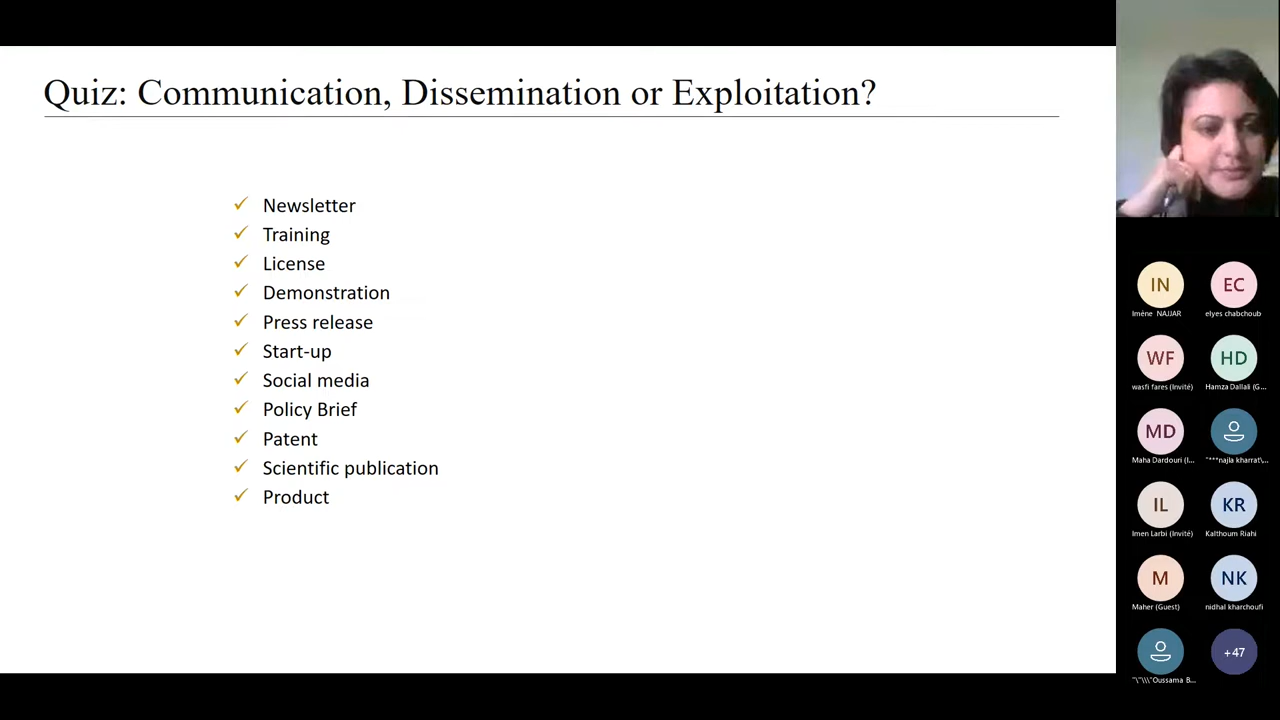 Quiz: Communication, Dissemination or Exploitation?
Newsletter
Training
License
Demonstration
Press release
Start-up
Social media
Policy Brief
Patent
Scientific publication
Product
IN
EC
Imène NAJJAR
elyes chabchoub
WF
HD
wasfi fares (Invité)
Hamza Dallali (G...
MD
Maha Dardouri (I...
"***najla kharrat\...
IL
KR
Imen Larbi (Invité)
Kalthoum Riahi
M
NK
Maher (Guest)
nidhal kharchoufi
+47
"\"\\\"Oussama B...